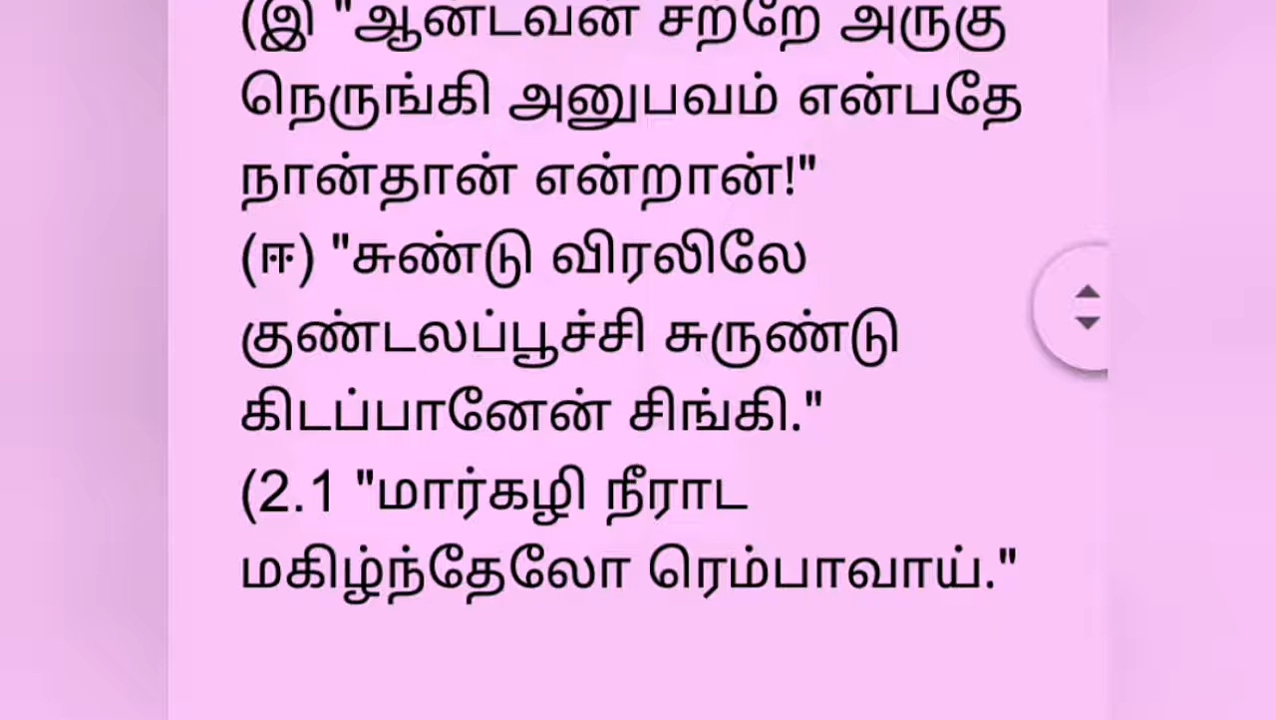 (இ "ஆண்டவன் சற்றே அருகு
நெருங்கி அனுபவம் என்பதே
நான்தான் என்றான்!"
(ஈ) "சுண்டு விரலிலே
குண்டலப்பூச்சி சுருண்டு
கிடப்பானேன் சிங்கி."
(2.1 "மார்கழி நீராட
மகிழ்ந்தேலோ ரெம்பாவாய்."